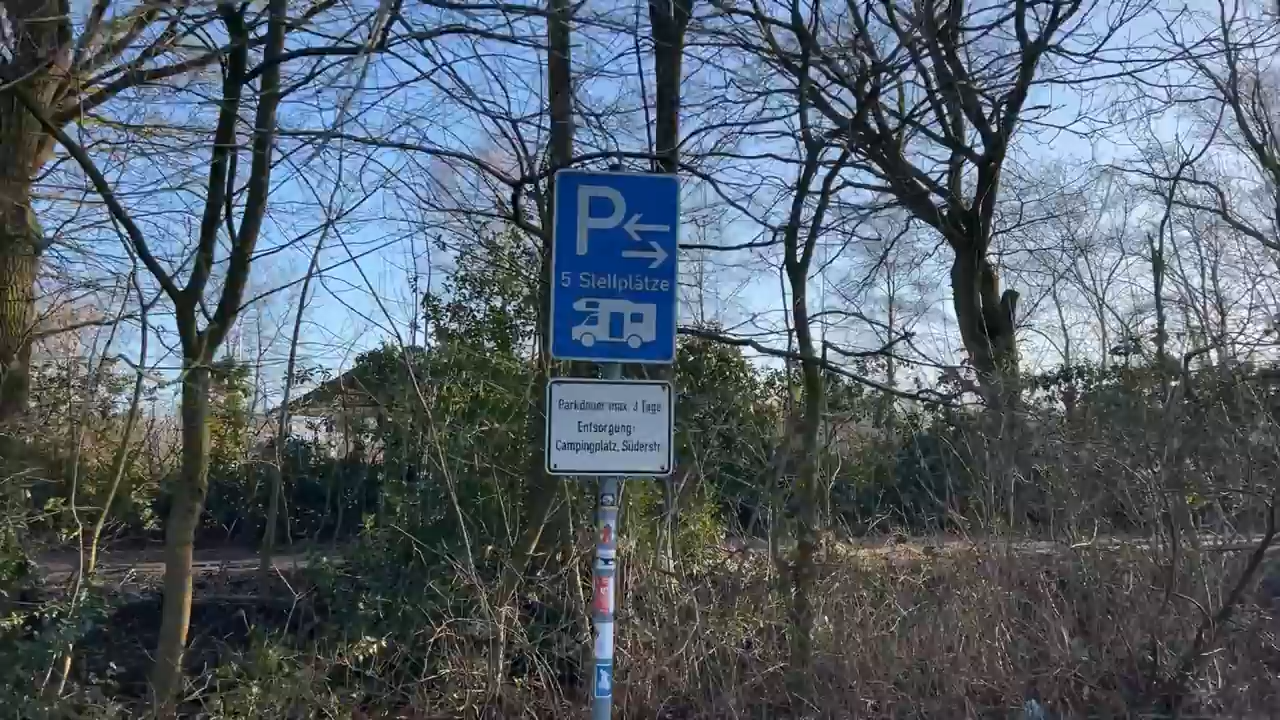 P
5 Stellplätze
Parkdauer max. 3 Tage
Entsorgung:
Campingplatz, Süderstr.